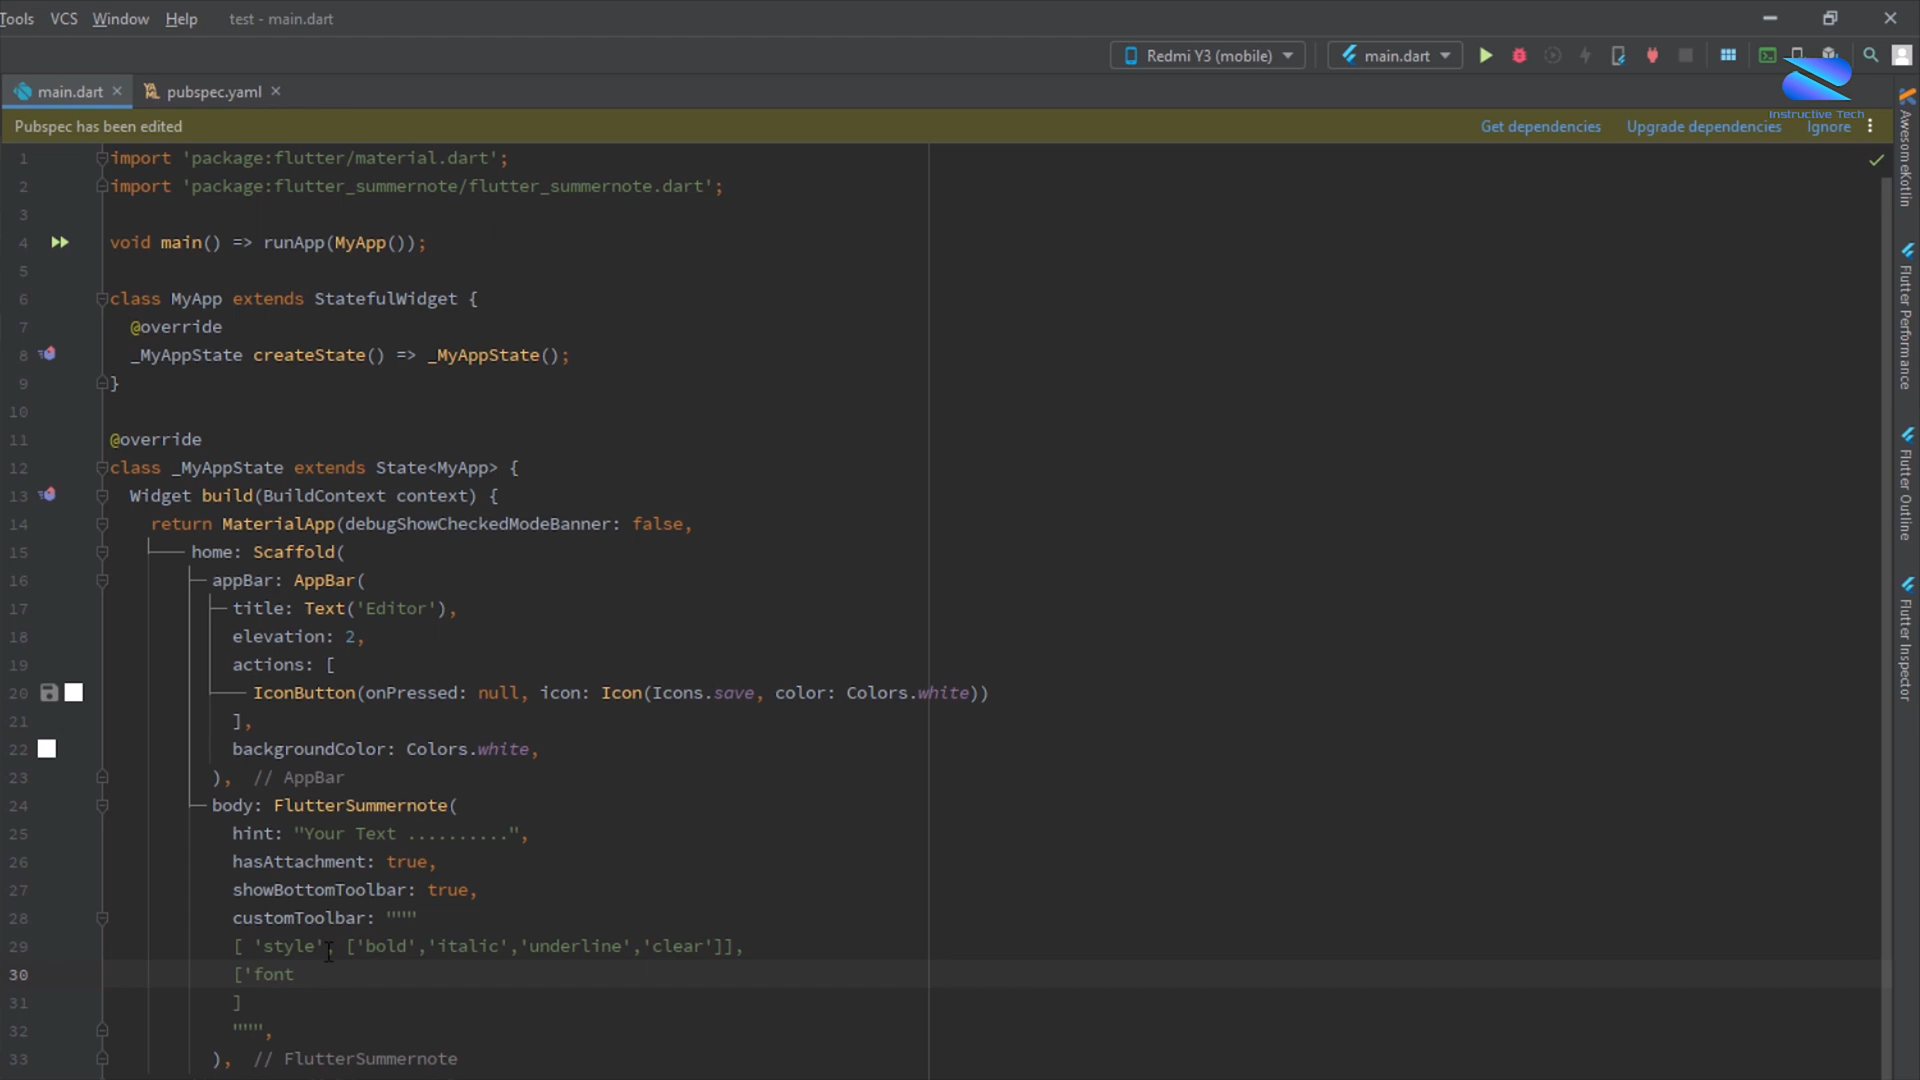 Tools VCS Window Help test - main.dart
Redmi Y3 (mobile) main.dart
main.dart pubspec.yaml
Instructive Tech
Pubspec has been edited Get dependencies Upgrade dependencies Ignore
1 import 'package:flutter/material.dart';
2 import 'package:flutter_summernote/flutter_summernote.dart';
3
4 void main() => runApp(MyApp());
5
6 class MyApp extends StatefulWidget {
7 @override
8 _MyAppState createState() => _MyAppState();
9 }
10
11 @override
12 class _MyAppState extends State<MyApp> {
13 Widget build(BuildContext context) {
14 return MaterialApp(debugShowCheckedModeBanner: false,
15 home: Scaffold(
16 appBar: AppBar(
17 title: Text('Editor'),
18 elevation: 2,
19 actions: [
20 IconButton(onPressed: null, icon: Icon(Icons.save, color: Colors.white))
21 ],
22 backgroundColor: Colors.white,
23 ), // AppBar
24 body: FlutterSummernote(
25 hint: "Your Text ..........",
26 hasAttachment: true,
27 showBottomToolbar: true,
28 customToolbar: """
29 [ 'style', ['bold','italic','underline','clear']],
30 ['font
31 ]
32 """,
33 ), // FlutterSummernote
AwesomeKotlin
Flutter Performance
Flutter Outline
Flutter Inspector